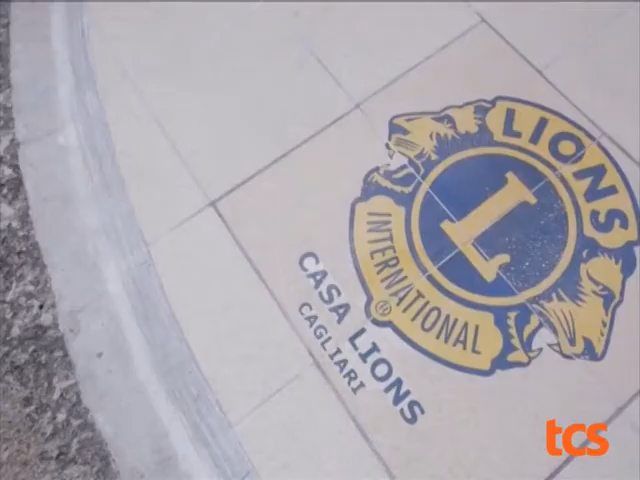 LIONS
L
INTERNATIONAL
®
CASA LIONS
CAGLIARI
tcs